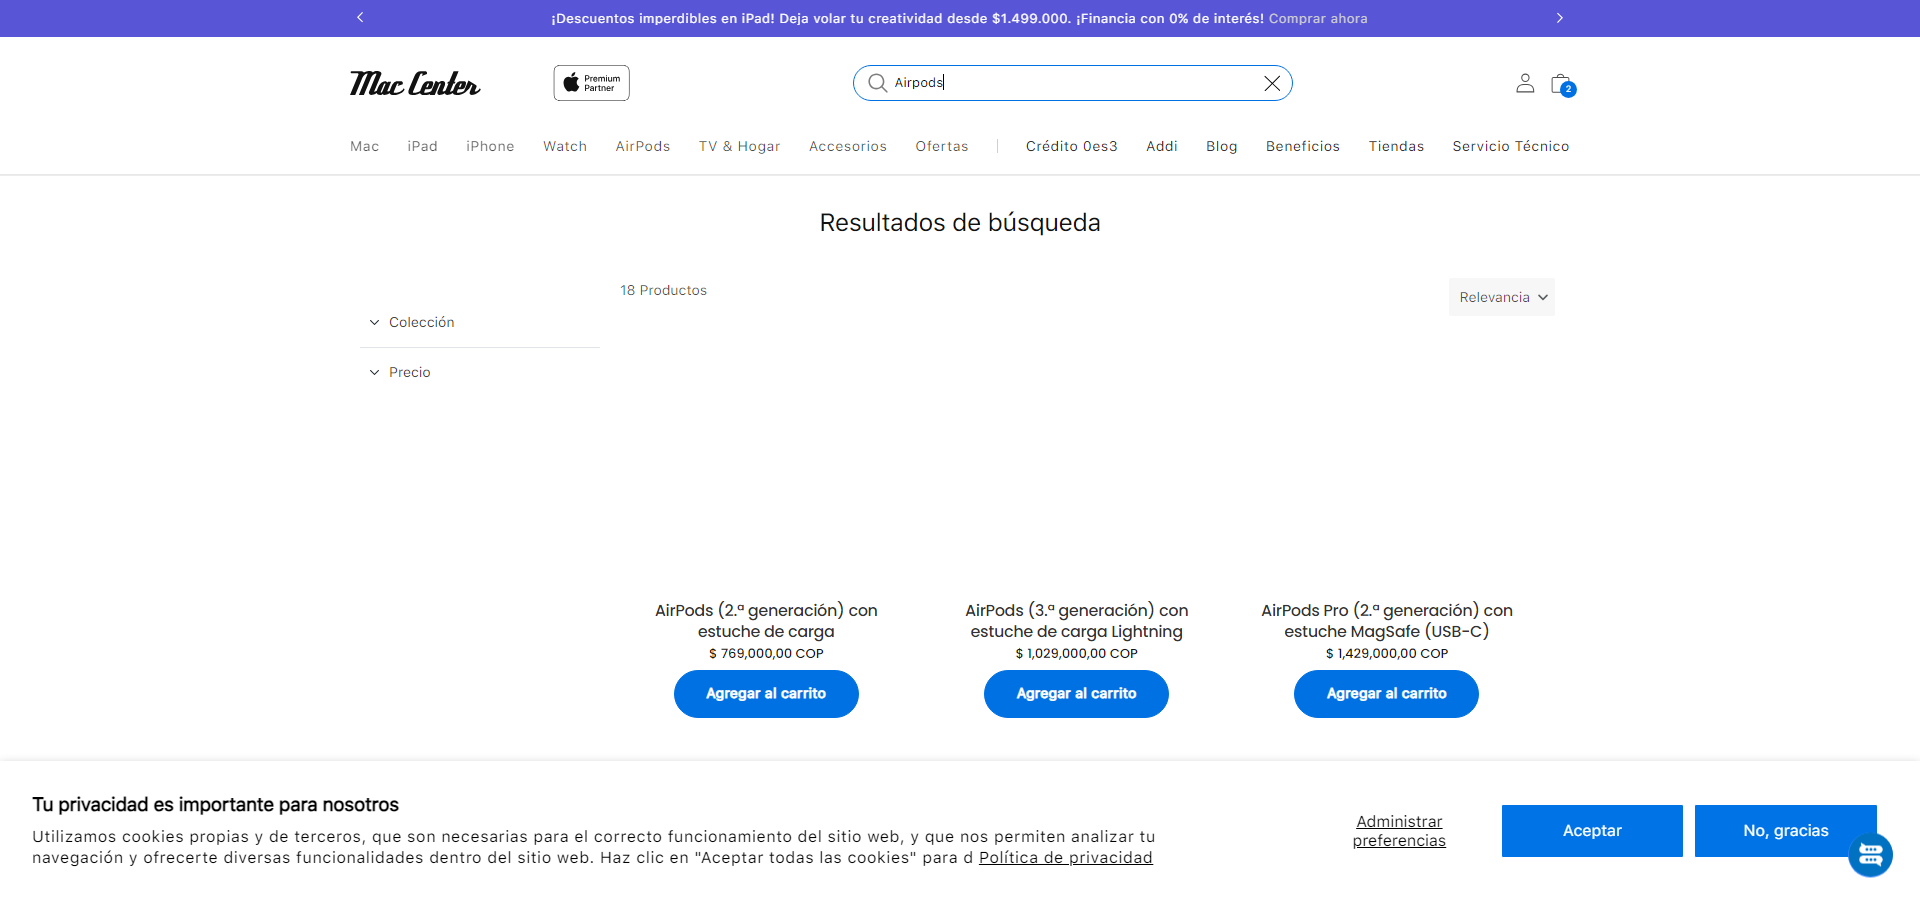 ¡Descuentos imperdibles en iPad! Deja volar tu creatividad desde $1.499.000. ¡Financia con 0% de interés! Comprar ahora
Mac Center
Premium
Partner
Airpods
2
Mac iPad iPhone Watch AirPods TV & Hogar Accesorios Ofertas Crédito 0es3 Addi Blog Beneficios Tiendas Servicio Técnico
Resultados de búsqueda
18 Productos
Relevancia
Colección
Precio
AirPods (2.ª generación) con
estuche de carga
$ 769,000,00 COP
Agregar al carrito
AirPods (3.ª generación) con
estuche de carga Lightning
$ 1,029,000,00 COP
Agregar al carrito
AirPods Pro (2.ª generación) con
estuche MagSafe (USB-C)
$ 1,429,000,00 COP
Agregar al carrito
Tu privacidad es importante para nosotros
Utilizamos cookies propias y de terceros, que son necesarias para el correcto funcionamiento del sitio web, y que nos permiten analizar tu
navegación y ofrecerte diversas funcionalidades dentro del sitio web. Haz clic en "Aceptar todas las cookies" para d Política de privacidad
Administrar
preferencias
Aceptar
No, gracias